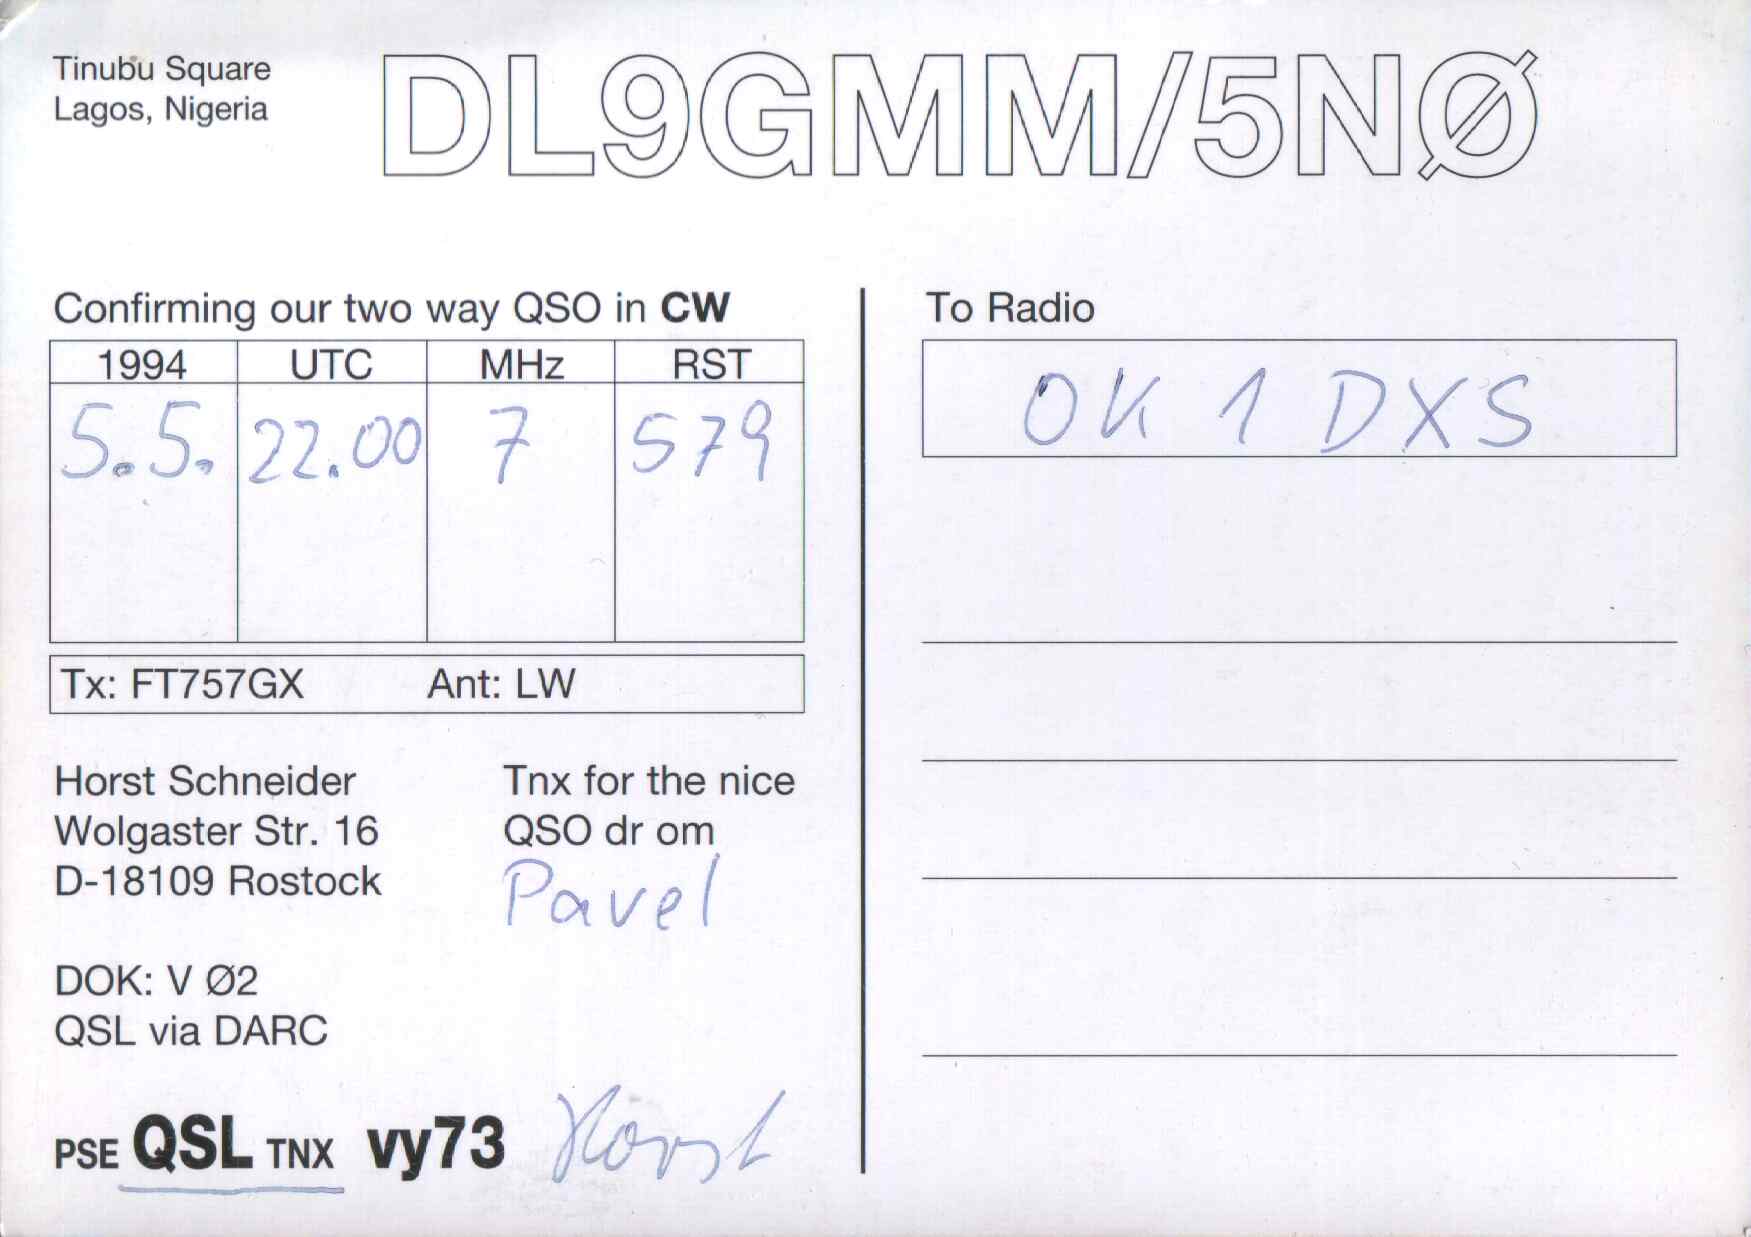 Tinubu Square
Lagos, Nigeria
DL9GMM/5NØ
Confirming our two way QSO in CW
1994 UTC MHz RST
5.5. 22.00 7 579
Tx: FT757GX Ant: LW
Horst Schneider
Wolgaster Str. 16
D-18109 Rostock
Tnx for the nice
QSO dr om
Pavel
DOK: V Ø2
QSL via DARC
PSE QSL TNX vy73 Horst
To Radio
OK 1 DXS